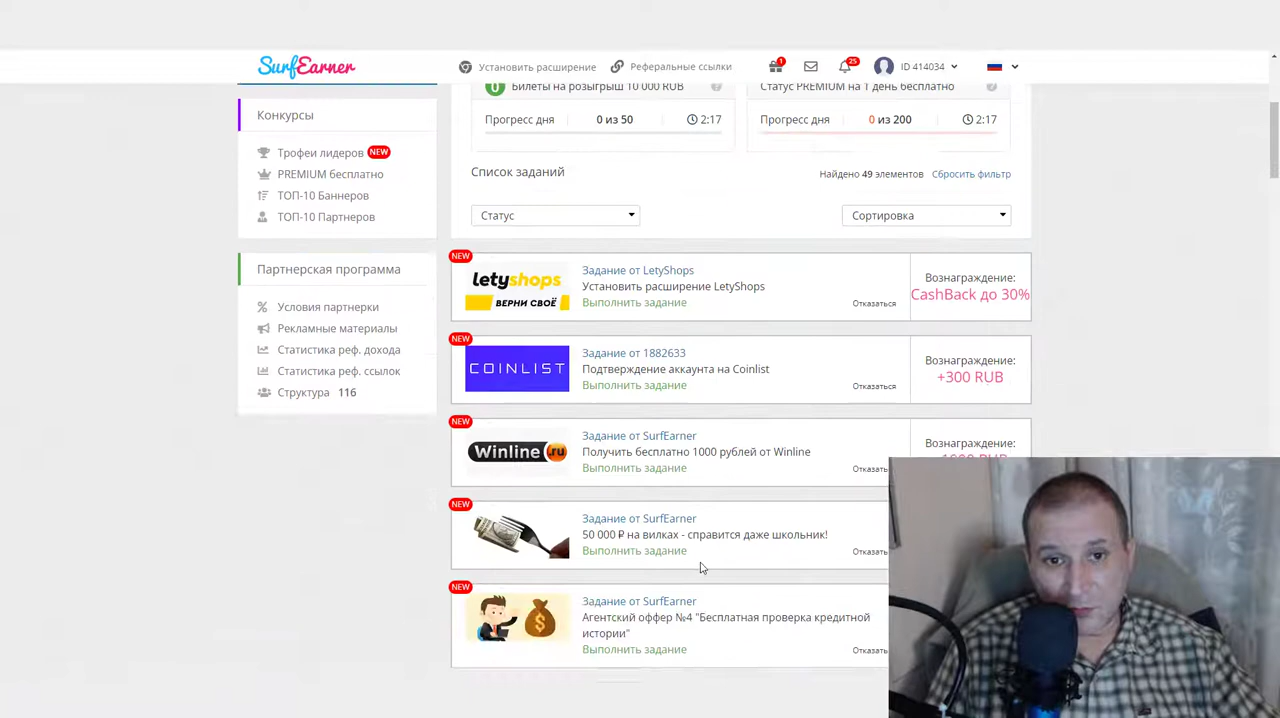 SurfEarner
Установить расширение
Реферальные ссылки
1
25
ID 414034
Конкурсы
Трофеи лидеров NEW
PREMIUM бесплатно
ТОП-10 Баннеров
ТОП-10 Партнеров
Партнерская программа
Условия партнерки
Рекламные материалы
Статистика реф. дохода
Статистика реф. ссылок
Структура 116
0 Билеты на розыгрыш 10 000 RUB ?
Прогресс дня 0 из 50 2:17
Статус PREMIUM на 1 день бесплатно ?
Прогресс дня 0 из 200 2:17
Список заданий
Найдено 49 элементов Сбросить фильтр
Статус
Сортировка
NEW
letyshops
ВЕРНИ СВОЁ
Задание от LetyShops
Установить расширение LetyShops
Выполнить задание
Отказаться
Вознаграждение:
CashBack до 30%
NEW
COINLIST
Задание от 1882633
Подтверждение аккаунта на Coinlist
Выполнить задание
Отказаться
Вознаграждение:
+300 RUB
NEW
Winline.ru
Задание от SurfEarner
Получить бесплатно 1000 рублей от Winline
Выполнить задание
Отказа
Вознаграждение:
NEW
Задание от SurfEarner
50 000 ₽ на вилках - справится даже школьник!
Выполнить задание
Отказат
NEW
$
Задание от SurfEarner
Агентский оффер №4 "Бесплатная проверка кредитной
истории"
Выполнить задание
Отказат